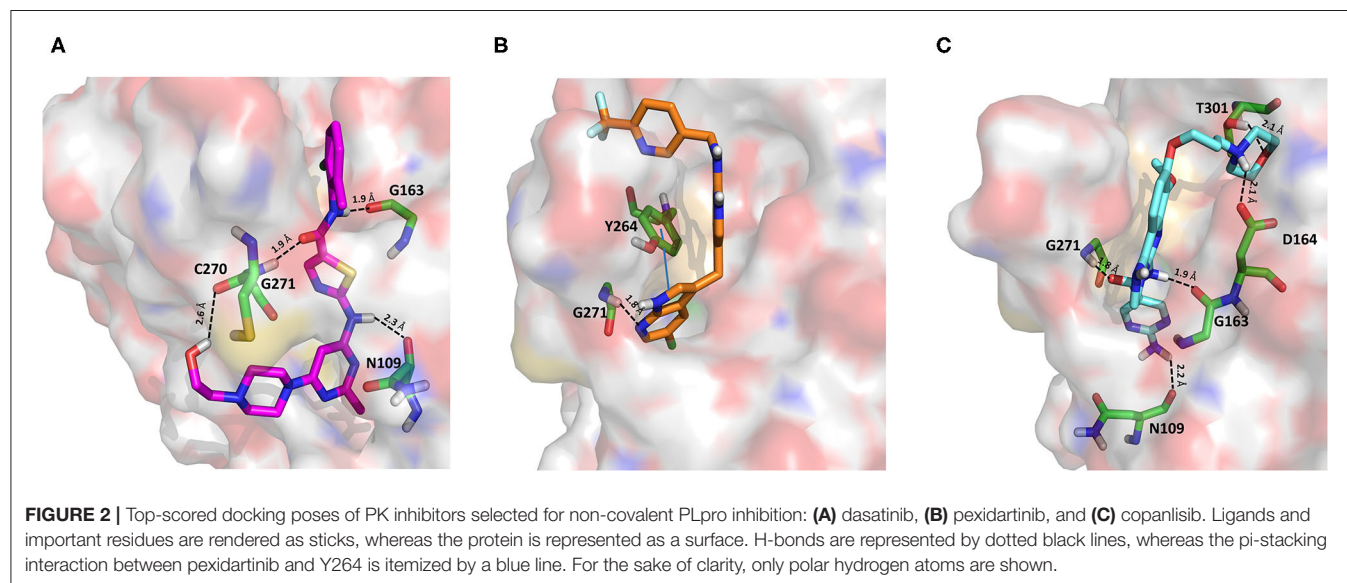 A
B
C
G163
1.9 Å
1.9 Å
C270
G271
2.6 Å
2.3 Å
N109
Y264
G271
1.8 Å
T301
2.1 Å
2.1 Å
D164
G271
1.8 Å
1.9 Å
G163
2.2 Å
N109
FIGURE 2 | Top-scored docking poses of PK inhibitors selected for non-covalent PLpro inhibition: (A) dasatinib, (B) pexidartinib, and (C) copanlisib. Ligands and
important residues are rendered as sticks, whereas the protein is represented as a surface. H-bonds are represented by dotted black lines, whereas the pi-stacking
interaction between pexidartinib and Y264 is itemized by a blue line. For the sake of clarity, only polar hydrogen atoms are shown.